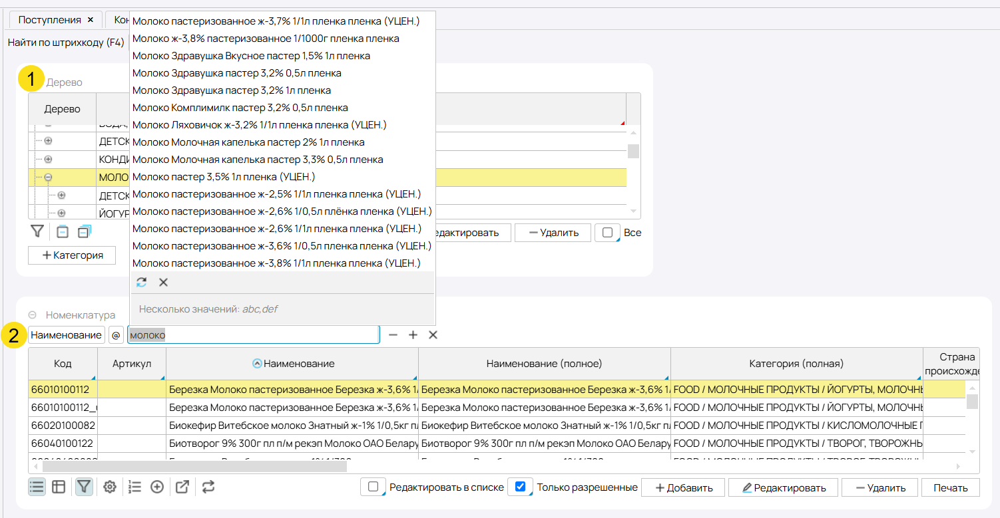 Поступления ×
Кон
Найти по штрихкоду (F4)
Молоко пастеризованное ж-3,7% 1/1л пленка пленка (УЦЕН.)
Молоко ж-3,8% пастеризованное 1/1000г пленка пленка
Молоко Здравушка Вкусное пастер 1,5% 1л пленка
Молоко Здравушка пастер 3,2% 0,5л пленка
Молоко Здравушка пастер 3,2% 1л пленка
Молоко Комплимилк пастер 3,2% 0,5л пленка
Молоко Ляховичок ж-3,2% 1/1л пленка пленка (УЦЕН.)
Молоко Молочная капелька пастер 2% 1л пленка
Молоко Молочная капелька пастер 3,3% 0,5л пленка
Молоко пастер 3,5% 1л пленка (УЦЕН.)
Молоко пастеризованное ж-2,5% 1/1л пленка пленка (УЦЕН.)
Молоко пастеризованное ж-2,6% 1/0,5л плёнка пленка (УЦЕН.)
Молоко пастеризованное ж-2,6% 1/1л пленка пленка (УЦЕН.)
Молоко пастеризованное ж-3,6% 1/0,5л пленка пленка (УЦЕН.)
Молоко пастеризованное ж-3,8% 1/1л пленка пленка (УЦЕН.)
Несколько значений: abc,def
1 Дерево
Дерево
ДЕТСК
КОНДИ
МОЛО
ДЕТСК
ЙОГУР
едактировать − Удалить Все
+ Категория
Номенклатура
2 Наименование @ молоко − + ×
Код Артикул Наименование Наименование (полное) Категория (полная) Страна
происхожде
66010100112 Березка Молоко пастеризованное Березка ж-3,6% 1/ Березка Молоко пастеризованное Березка ж-3,6% 1/ FOOD / МОЛОЧНЫЕ ПРОДУКТЫ / ЙОГУРТЫ, МОЛОЧНЫ
66010100112_ Березка Молоко пастеризованное Березка ж-3,6% 1/ Березка Молоко пастеризованное Березка ж-3,6% 1/ FOOD / МОЛОЧНЫЕ ПРОДУКТЫ / ЙОГУРТЫ, МОЛОЧНЫ
66020100082 Биокефир Витебское молоко Знатный ж-1% 1/0,5кг п Биокефир Витебское молоко Знатный ж-1% 1/0,5кг п FOOD / МОЛОЧНЫЕ ПРОДУКТЫ / КИСЛОМОЛОЧНЫЕ
66040100122 Биотворог 9% 300г пл п/м рекэп Молоко ОАО Белару Биотворог 9% 300г пл п/м рекэп Молоко ОАО Белару FOOD / МОЛОЧНЫЕ ПРОДУКТЫ / ТВОРОГ, ТВОРОЖНЫ
Редактировать в списке Только разрешенные + Добавить Редактировать − Удалить Печать